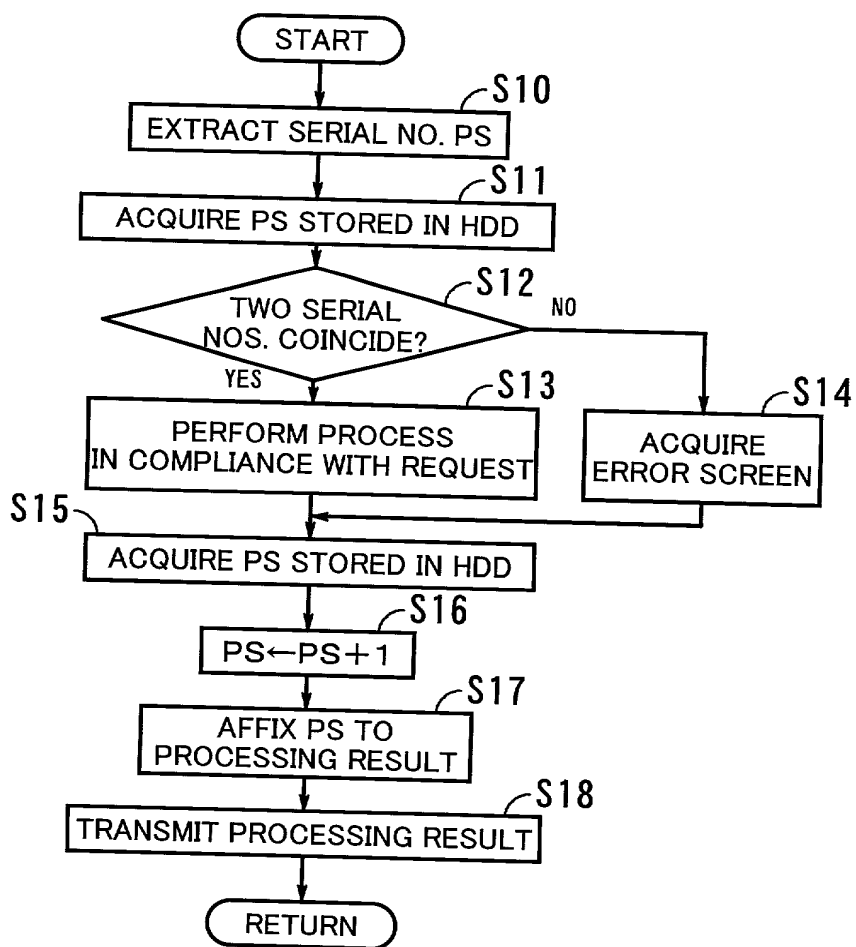 START
S10
EXTRACT SERIAL NO. PS
S11
ACQUIRE PS STORED IN HDD
S12
TWO SERIAL
NOS. COINCIDE?
NO
YES
S13
PERFORM PROCESS
IN COMPLIANCE WITH REQUEST
S14
ACQUIRE
ERROR SCREEN
S15
ACQUIRE PS STORED IN HDD
S16
PS←PS+1
S17
AFFIX PS TO
PROCESSING RESULT
S18
TRANSMIT PROCESSING RESULT
RETURN